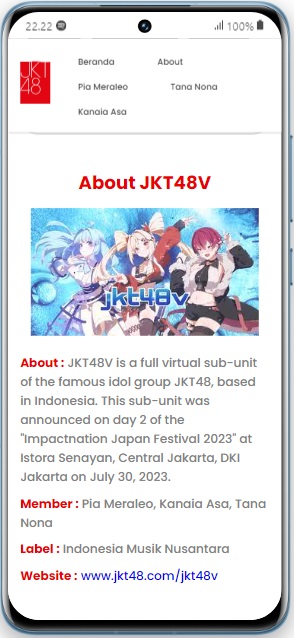 22.22
100%
JKT
48
Beranda About
Pia Meraleo Tana Nona
Kanaia Asa
About JKT48V
jkt48v
About : JKT48V is a full virtual sub-unit
of the famous idol group JKT48, based
in Indonesia. This sub-unit was
announced on day 2 of the
"Impactnation Japan Festival 2023" at
Istora Senayan, Central Jakarta, DKI
Jakarta on July 30, 2023.
Member : Pia Meraleo, Kanaia Asa, Tana
Nona
Label : Indonesia Musik Nusantara
Website : www.jkt48.com/jkt48v